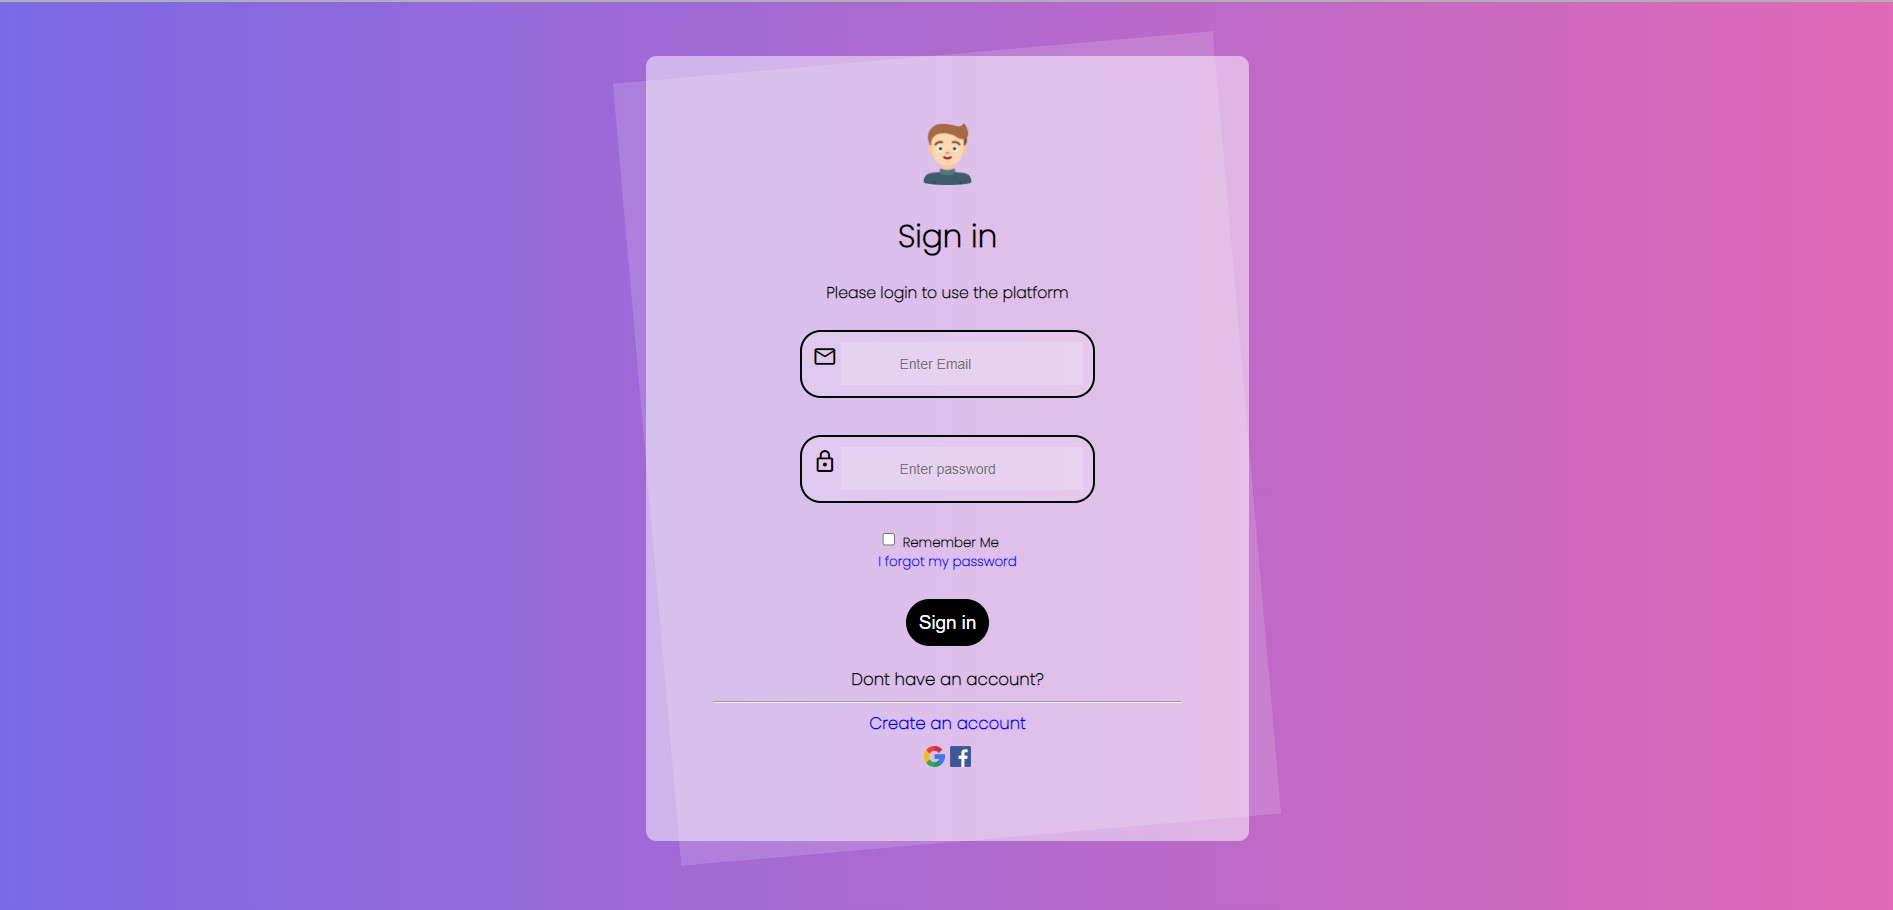 Sign in
Please login to use the platform
Enter Email
Enter password
Remember Me
I forgot my password
Sign in
Dont have an account?
Create an account